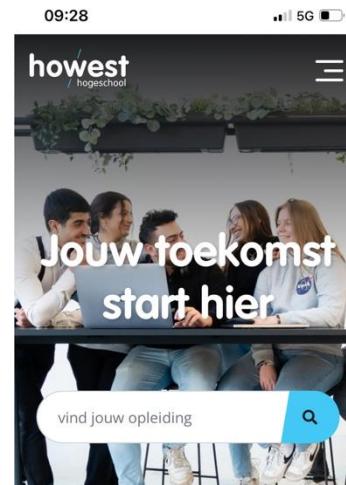 09:28
5G
howest
hogeschool
Jouw toekomst
start hier
vind jouw opleiding